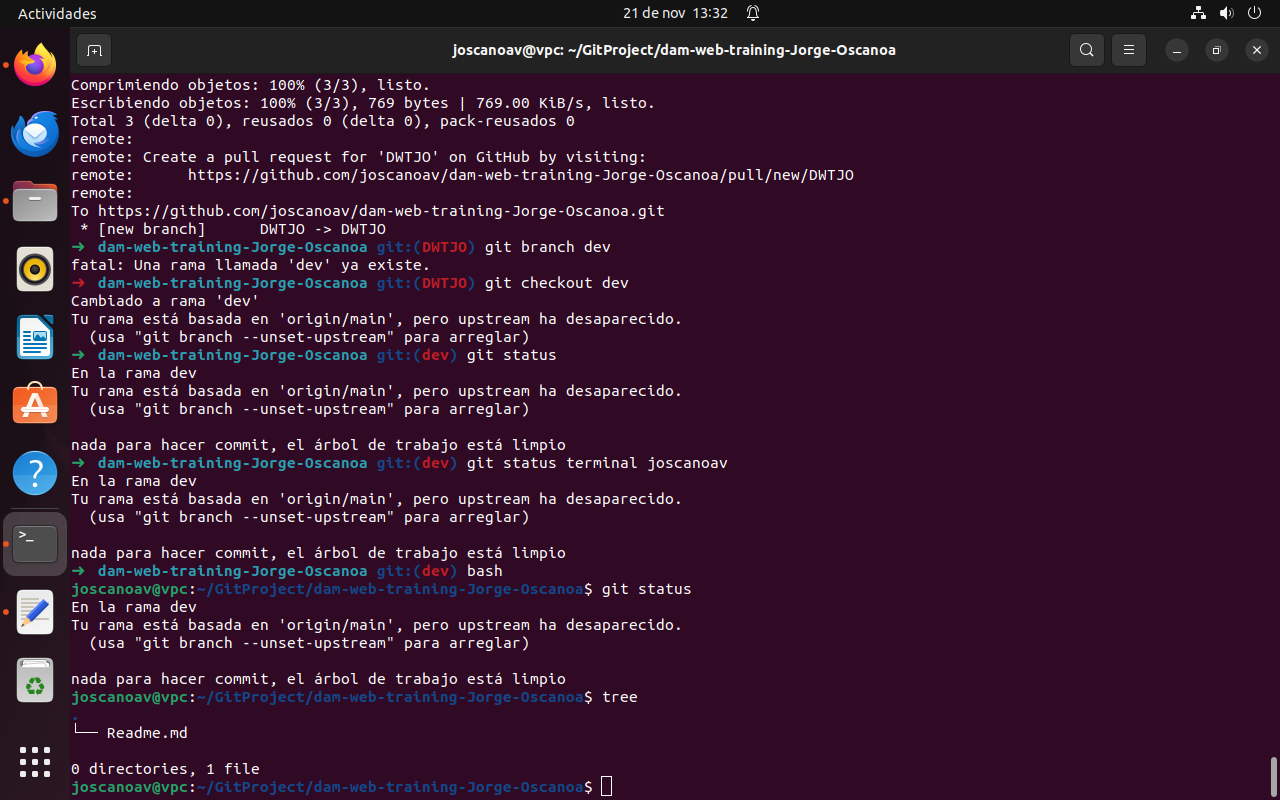 Actividades
21 de nov 13:32
joscanoav@vpc: ~/GitProject/dam-web-training-Jorge-Oscanoa
Comprimiendo objetos: 100% (3/3), listo.
Escribiendo objetos: 100% (3/3), 769 bytes | 769.00 KiB/s, listo.
Total 3 (delta 0), reusados 0 (delta 0), pack-reusados 0
remote:
remote: Create a pull request for 'DWTJO' on GitHub by visiting:
remote:      https://github.com/joscanoav/dam-web-training-Jorge-Oscanoa/pull/new/DWTJO
remote:
To https://github.com/joscanoav/dam-web-training-Jorge-Oscanoa.git
 * [new branch]      DWTJO -> DWTJO
➜  dam-web-training-Jorge-Oscanoa git:(DWTJO) git branch dev
fatal: Una rama llamada 'dev' ya existe.
➜  dam-web-training-Jorge-Oscanoa git:(DWTJO) git checkout dev
Cambiado a rama 'dev'
Tu rama está basada en 'origin/main', pero upstream ha desaparecido.
  (usa "git branch --unset-upstream" para arreglar)
➜  dam-web-training-Jorge-Oscanoa git:(dev) git status
En la rama dev
Tu rama está basada en 'origin/main', pero upstream ha desaparecido.
  (usa "git branch --unset-upstream" para arreglar)

nada para hacer commit, el árbol de trabajo está limpio
➜  dam-web-training-Jorge-Oscanoa git:(dev) git status terminal joscanoav
En la rama dev
Tu rama está basada en 'origin/main', pero upstream ha desaparecido.
  (usa "git branch --unset-upstream" para arreglar)

nada para hacer commit, el árbol de trabajo está limpio
➜  dam-web-training-Jorge-Oscanoa git:(dev) bash
joscanoav@vpc:~/GitProject/dam-web-training-Jorge-Oscanoa$ git status
En la rama dev
Tu rama está basada en 'origin/main', pero upstream ha desaparecido.
  (usa "git branch --unset-upstream" para arreglar)

nada para hacer commit, el árbol de trabajo está limpio
joscanoav@vpc:~/GitProject/dam-web-training-Jorge-Oscanoa$ tree
.
└── Readme.md

0 directories, 1 file
joscanoav@vpc:~/GitProject/dam-web-training-Jorge-Oscanoa$